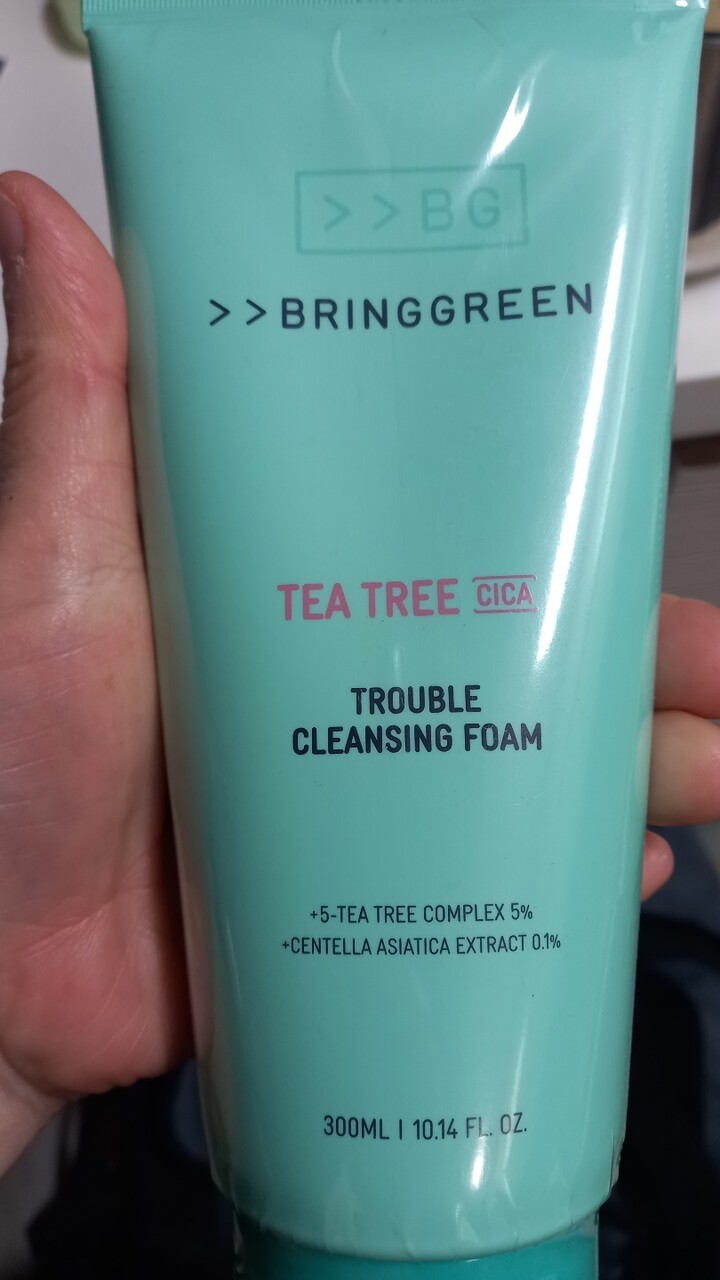 >>BG
>>BRINGGREEN
TEA TREE CICA
TROUBLE
CLEANSING FOAM
+5-TEA TREE COMPLEX 5%
+CENTELLA ASIATICA EXTRACT 0.1%
300ML | 10.14 FL. OZ.